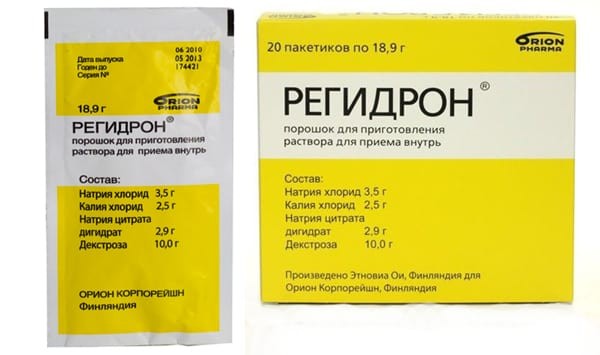 06 2010
Дата выпуска 05 2013
Годен до 174421
Серия №
18,9 г
ORION
PHARMA
РЕГИДРОН®
порошок для приготовления
раствора для приема внутрь
Состав:
Натрия хлорид 3,5 г
Калия хлорид 2,5 г
Натрия цитрата
дигидрат 2,9 г
Декстроза 10,0 г
ОРИОН КОРПОРЕЙШН
Финляндия
20 пакетиков по 18,9 г
ORION
PHARMA
РЕГИДРОН®
порошок для приготовления
раствора для приема внутрь
Состав:
Натрия хлорид 3,5 г
Калия хлорид 2,5 г
Натрия цитрата
дигидрат 2,9 г
Декстроза 10,0 г
Произведено Этновиа Ои, Финляндия для
Орион Корпорейшн, Финляндия